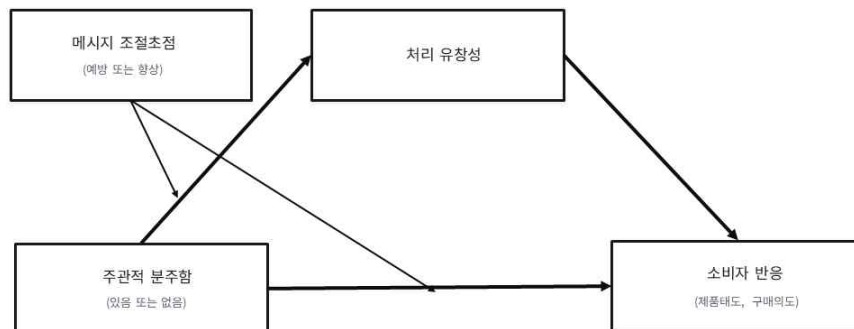 메시지 조절초점
(예방 또는 향상)
처리 유창성
주관적 분주함
(있음 또는 없음)
소비자 반응
(제품태도, 구매의도)